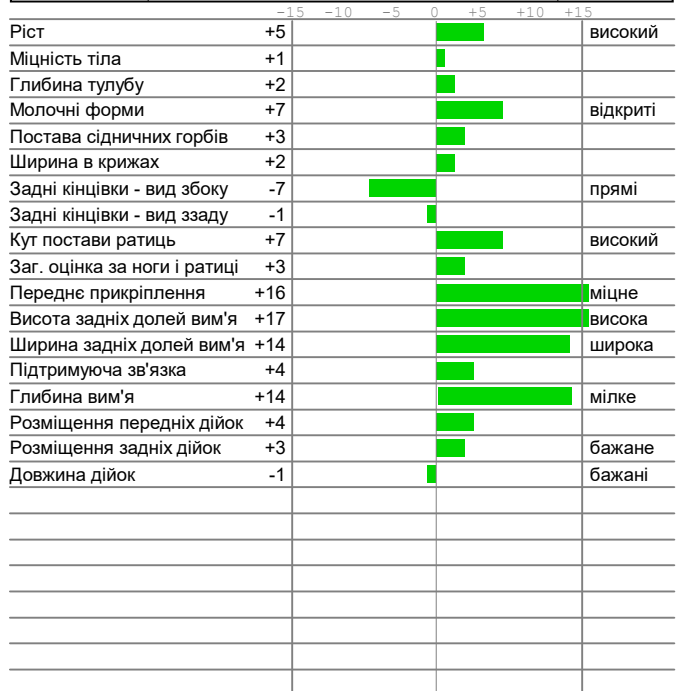 -15 -10 -5 0 +5 +10 +15
Ріст +5 високий
Міцність тіла +1
Глибина тулубу +2
Молочні форми +7 відкриті
Постава сідничних горбів +3
Ширина в крижах +2
Задні кінцівки - вид збоку -7 прямі
Задні кінцівки - вид ззаду -1
Кут постави ратиць +7 високий
Заг. оцінка за ноги і ратиці +3
Переднє прикріплення +16 міцне
Висота задніх долей вим'я +17 висока
Ширина задніх долей вим'я +14 широка
Підтримуюча зв'язка +4
Глибина вим'я +14 мілке
Розміщення передніх дійок +4
Розміщення задніх дійок +3 бажане
Довжина дійок -1 бажані